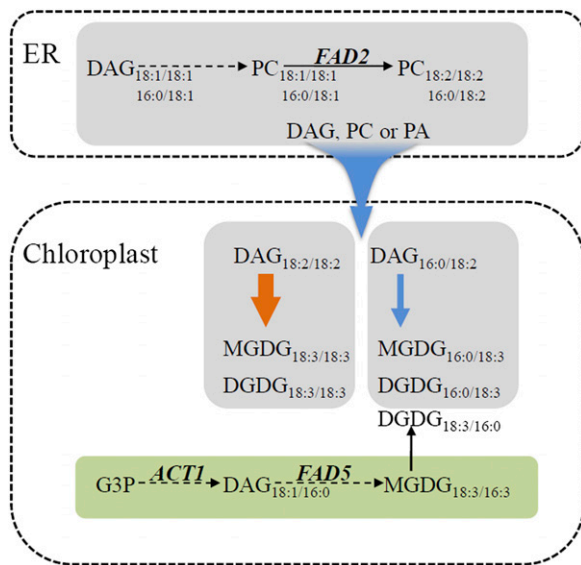 ER
FAD2
DAG18:1/18:1 PC18:1/18:1 PC18:2/18:2
16:0/18:1 16:0/18:1 16:0/18:2
DAG, PC or PA
Chloroplast
DAG18:2/18:2 DAG16:0/18:2
MGDG18:3/18:3 MGDG16:0/18:3
DGDG18:3/18:3 DGDG16:0/18:3
DGDG18:3/16:0
ACT1 FAD5
G3P DAG18:1/16:0 MGDG18:3/16:3